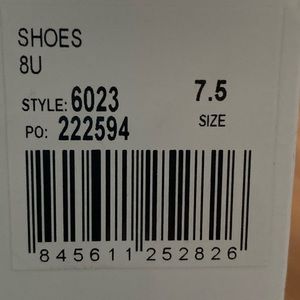 SHOES
8U
STYLE: 6023 7.5
PO: 222594 SIZE
845611 252826